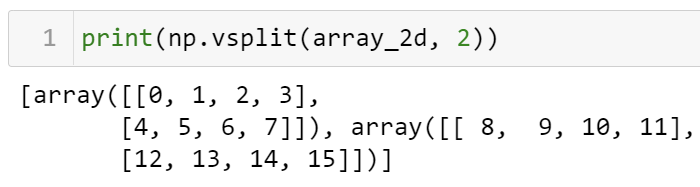 1 print(np.vsplit(array_2d, 2))
[array([[0, 1, 2, 3],
[4, 5, 6, 7]]), array([[ 8,  9, 10, 11],
[12, 13, 14, 15]])]